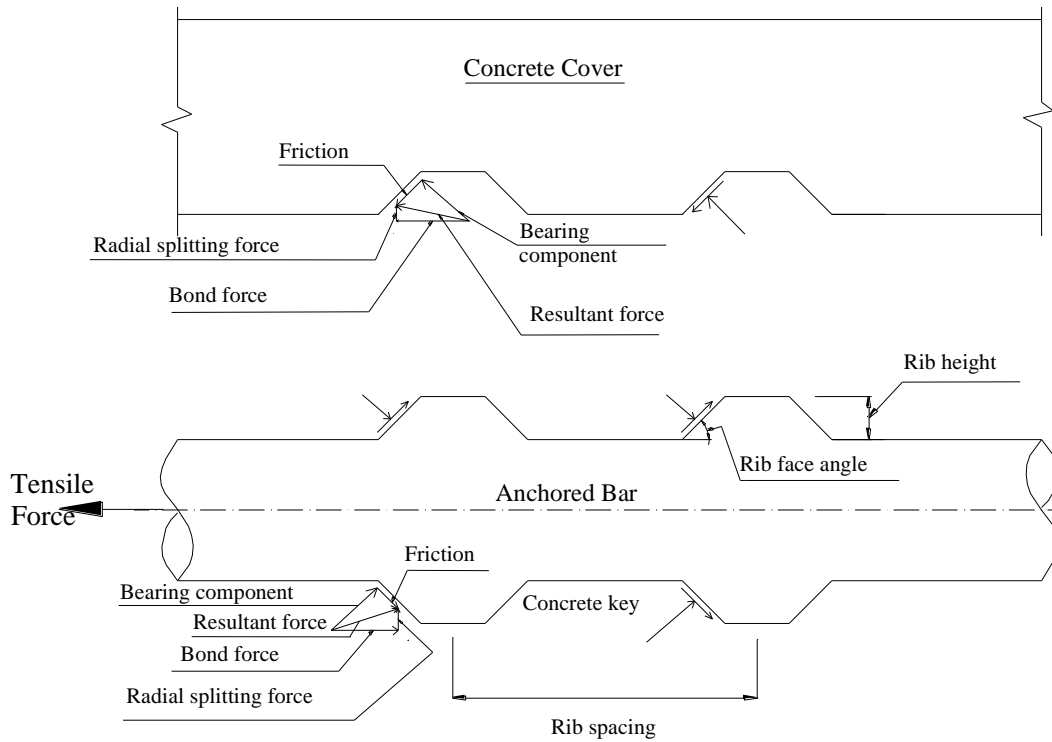 Concrete Cover
Friction
Radial splitting force
Bearing
component
Bond force
Resultant force
Rib height
Rib face angle
Tensile
Force
Anchored Bar
Friction
Bearing component
Concrete key
Resultant force
Bond force
Radial splitting force
Rib spacing